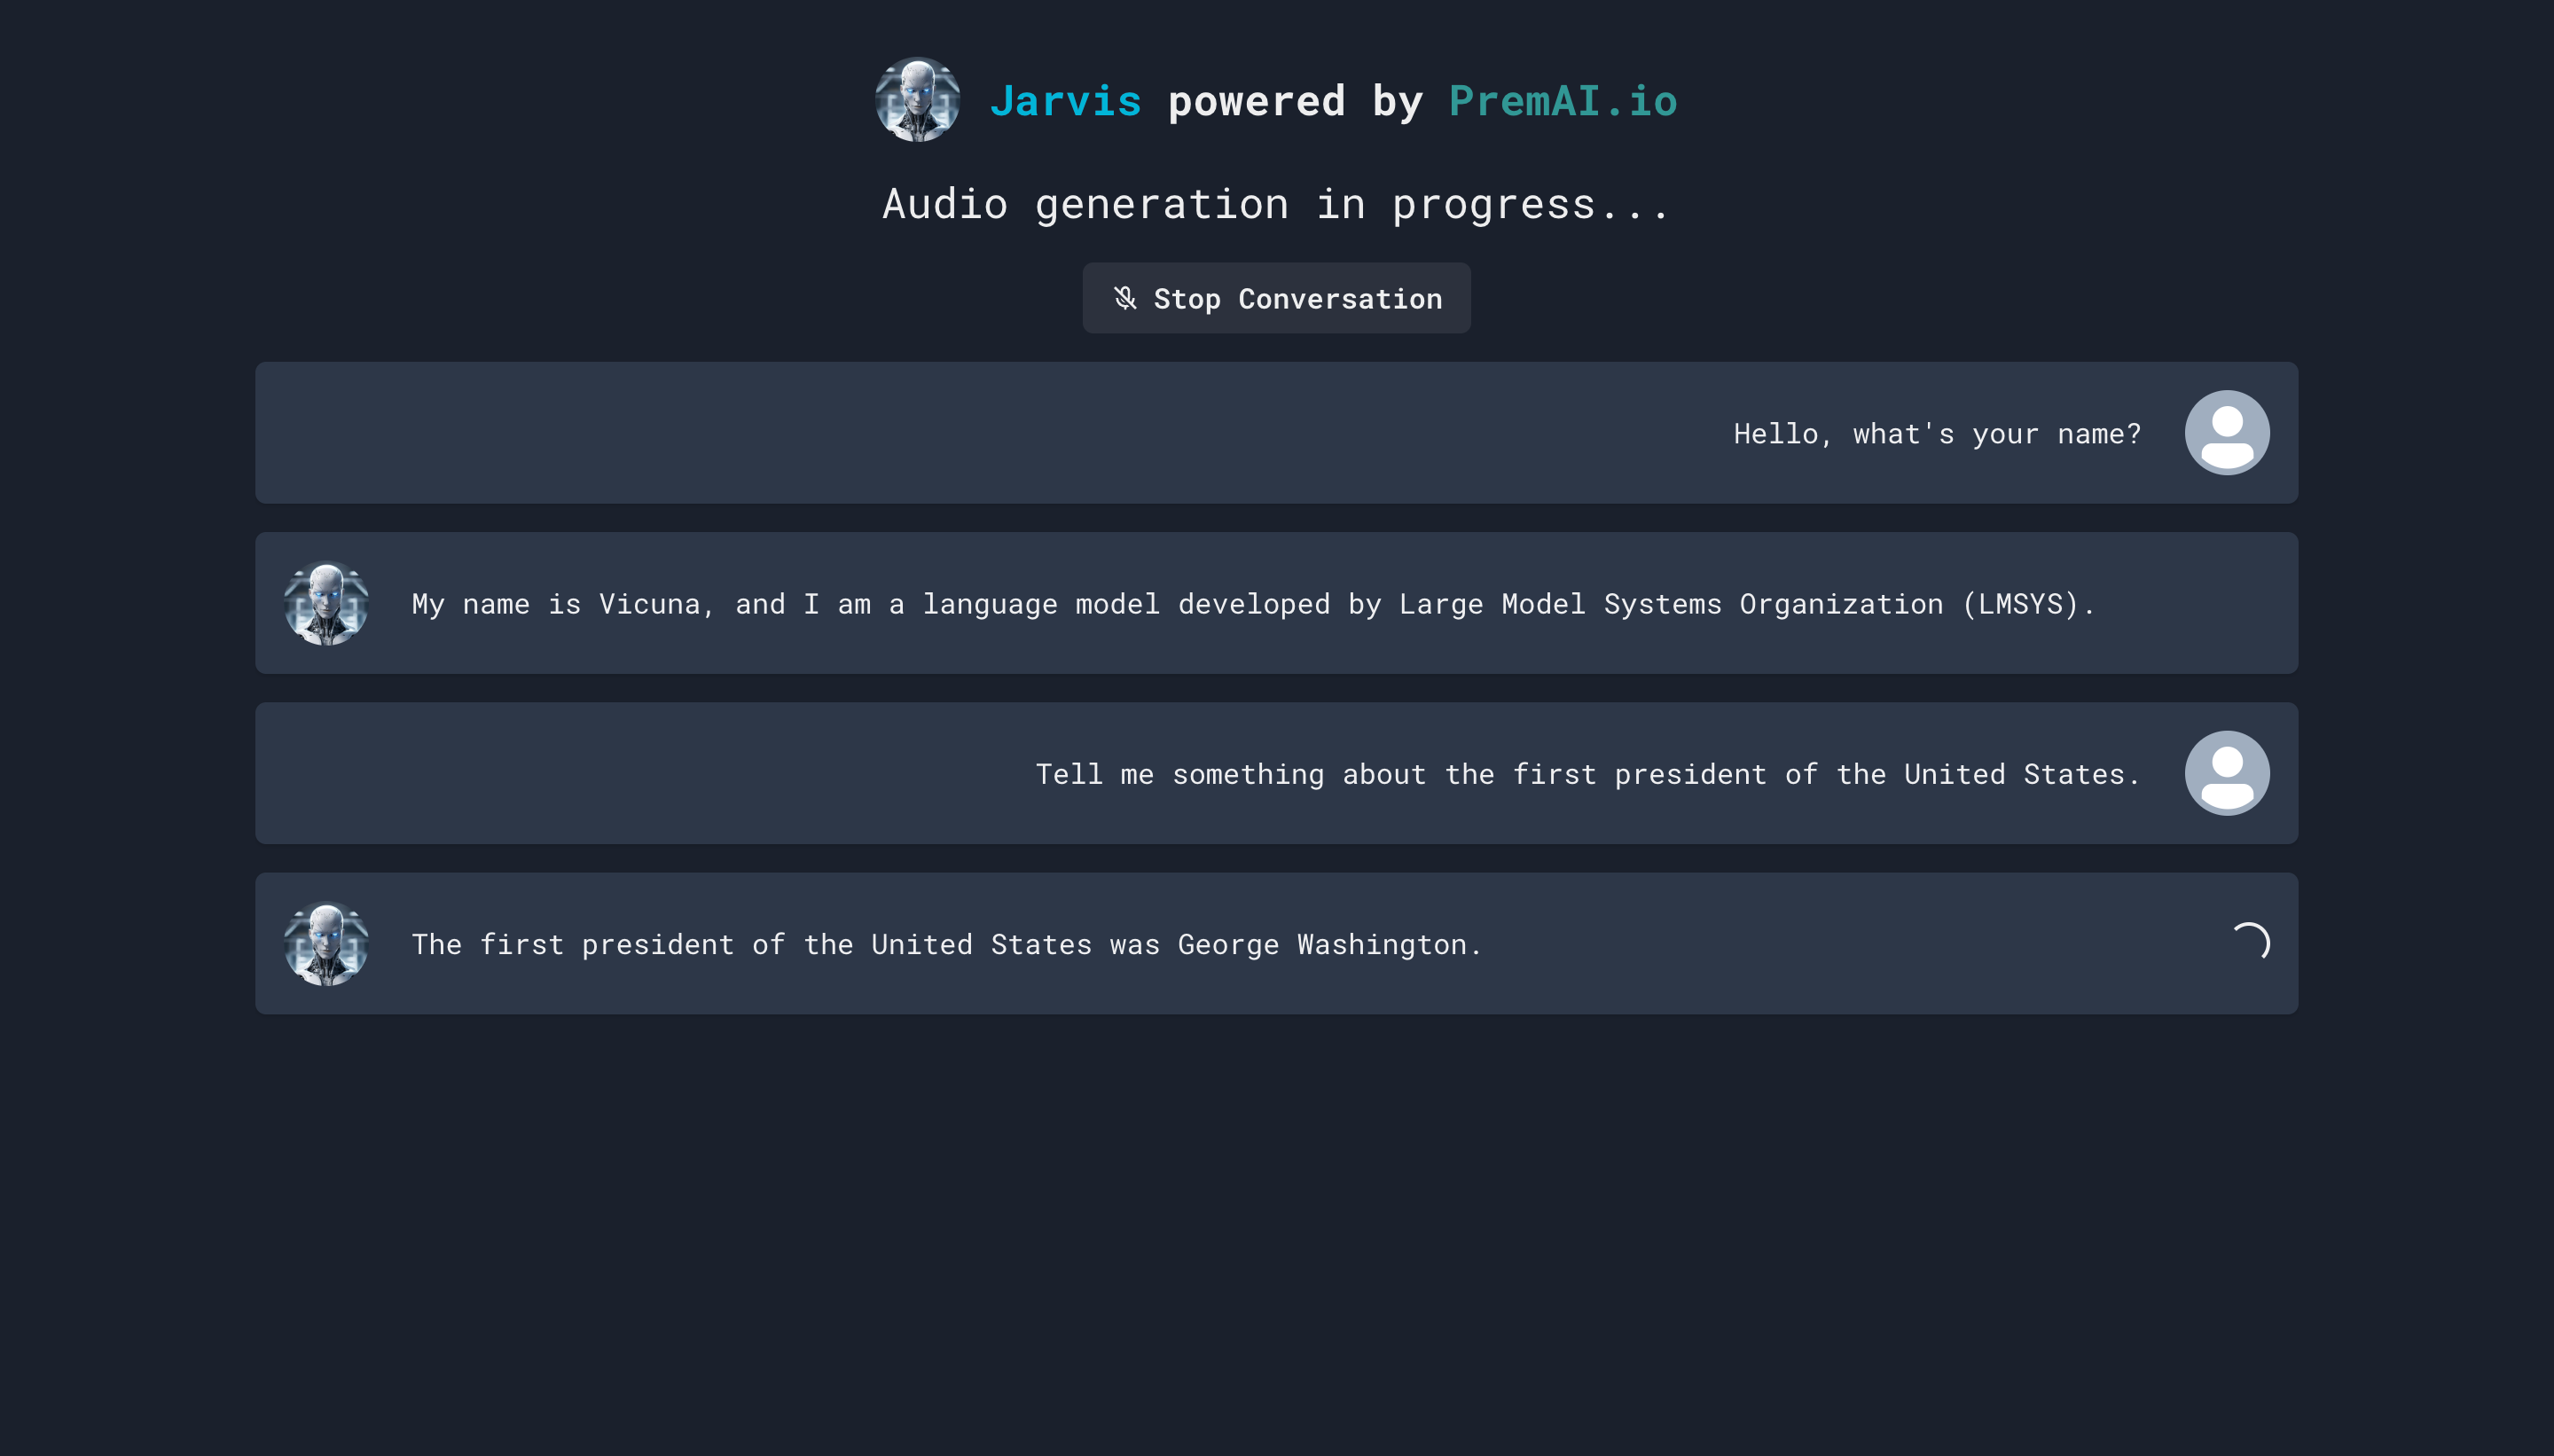 Jarvis powered by PremAI.io
Audio generation in progress...
Stop Conversation
Hello, what's your name?
My name is Vicuna, and I am a language model developed by Large Model Systems Organization (LMSYS).
Tell me something about the first president of the United States.
The first president of the United States was George Washington.